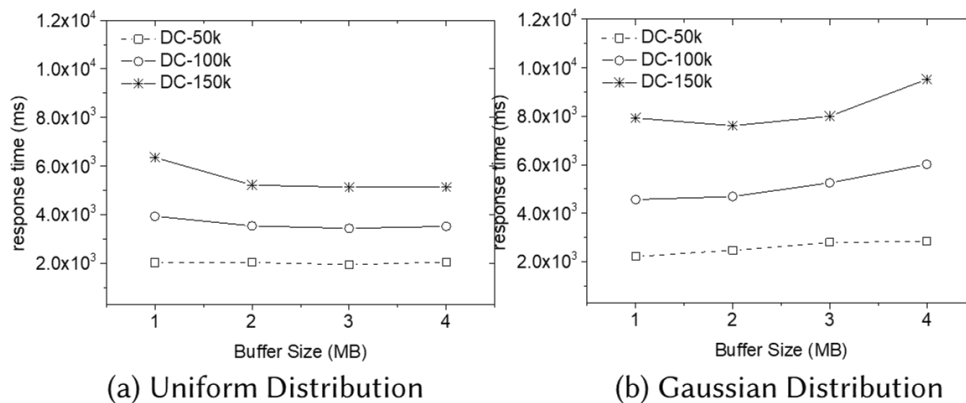 1.2x10⁴
1.0x10⁴
8.0x10³
6.0x10³
4.0x10³
2.0x10³
response time (ms)
DC-50k
DC-100k
DC-150k
1 2 3 4
Buffer Size (MB)
(a) Uniform Distribution
1.2x10⁴
1.0x10⁴
8.0x10³
6.0x10³
4.0x10³
2.0x10³
response time (ms)
DC-50k
DC-100k
DC-150k
1 2 3 4
Buffer Size (MB)
(b) Gaussian Distribution